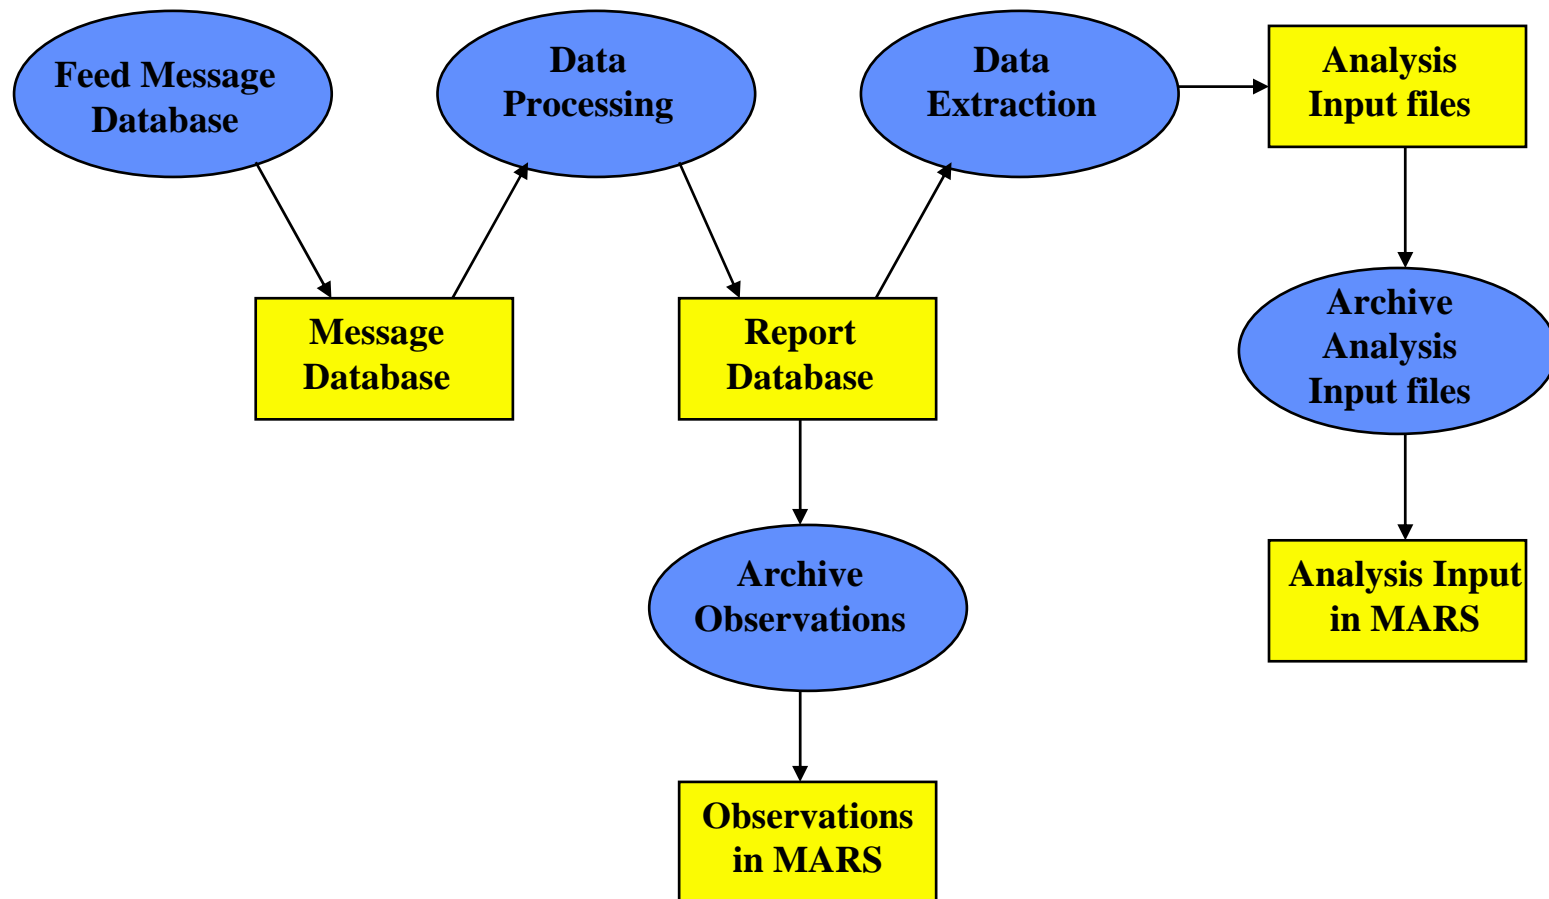 Feed Message
Database
Data
Processing
Data
Extraction
Analysis
Input files
Message
Database
Report
Database
Archive
Analysis
Input files
Archive
Observations
Analysis Input
in MARS
Observations
in MARS